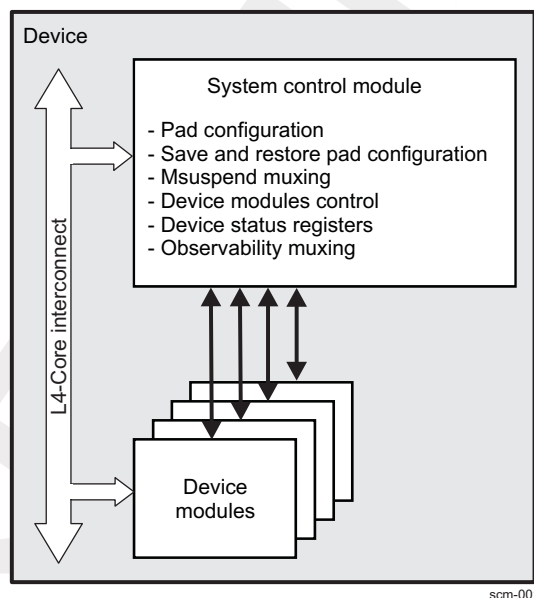 Device
System control module
- Pad configuration
- Save and restore pad configuration
- Msuspend muxing
- Device modules control
- Device status registers
- Observability muxing
L4-Core interconnect
Device
modules
scm-00